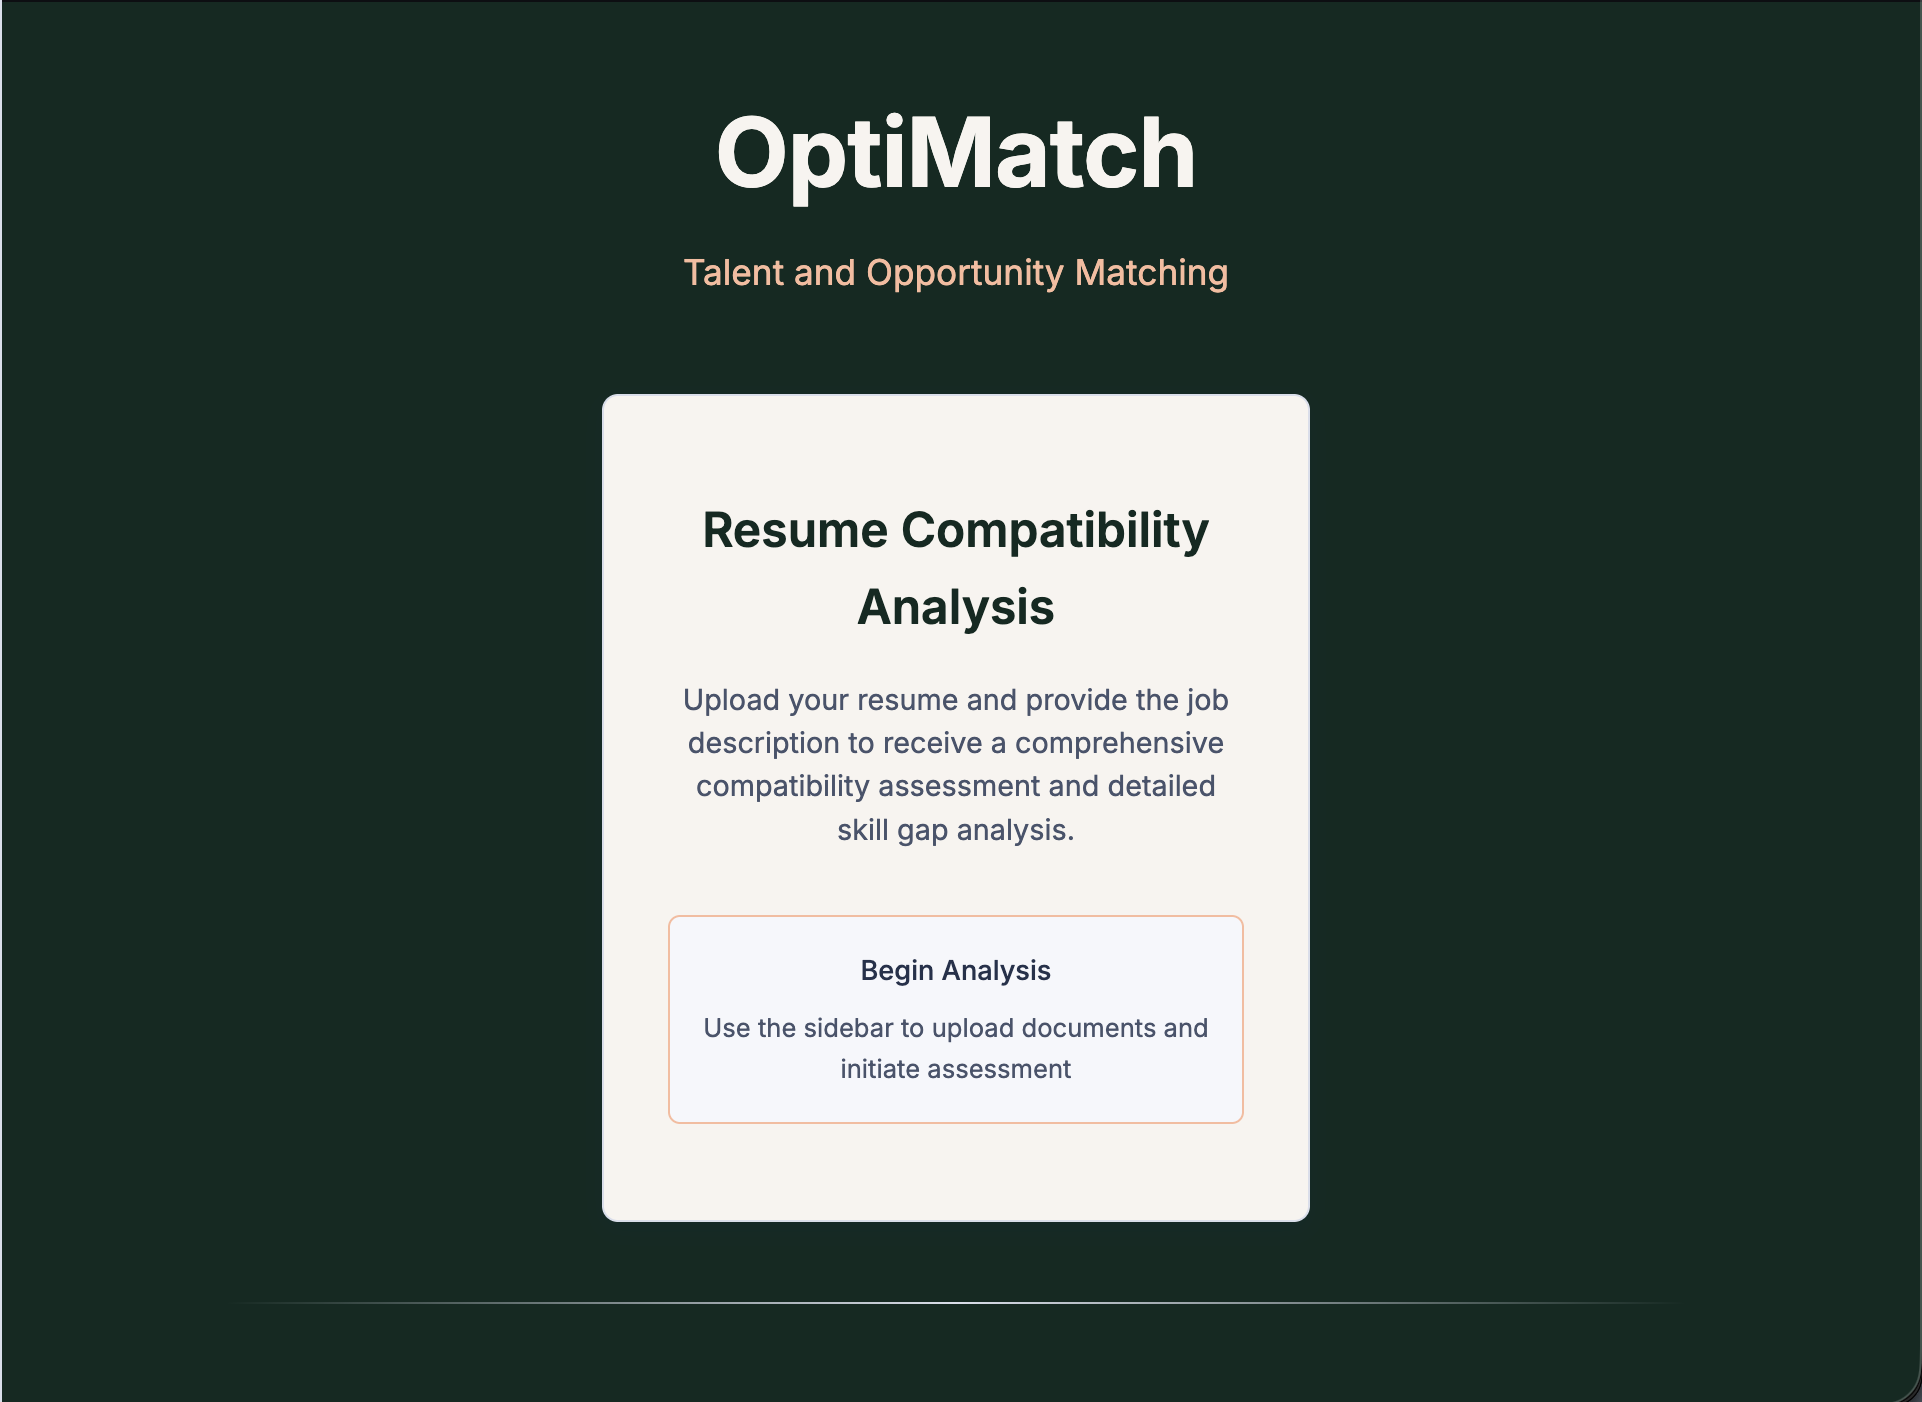 OptiMatch
Talent and Opportunity Matching
Resume Compatibility
Analysis
Upload your resume and provide the job
description to receive a comprehensive
compatibility assessment and detailed
skill gap analysis.
Begin Analysis
Use the sidebar to upload documents and
initiate assessment